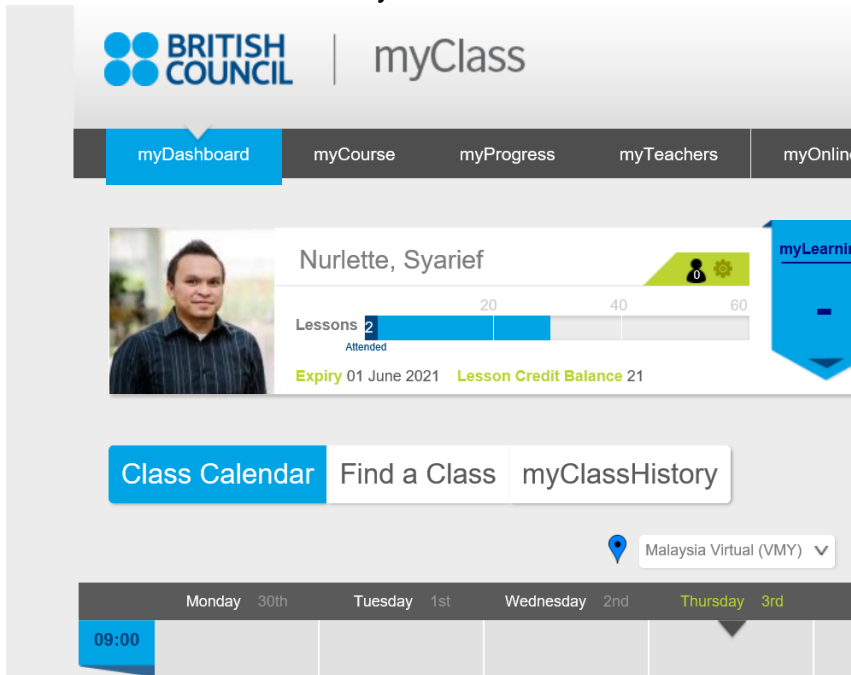 BRITISH
COUNCIL
myClass
myDashboard myCourse myProgress myTeachers
Nurlette, Syarief
0
20 40 60
Lessons 2
Attended
Expiry 01 June 2021 Lesson Credit Balance 21
-
Class Calendar Find a Class myClassHistory
Malaysia Virtual (VMY)
Monday 30th Tuesday 1st Wednesday 2nd Thursday 3rd
09:00